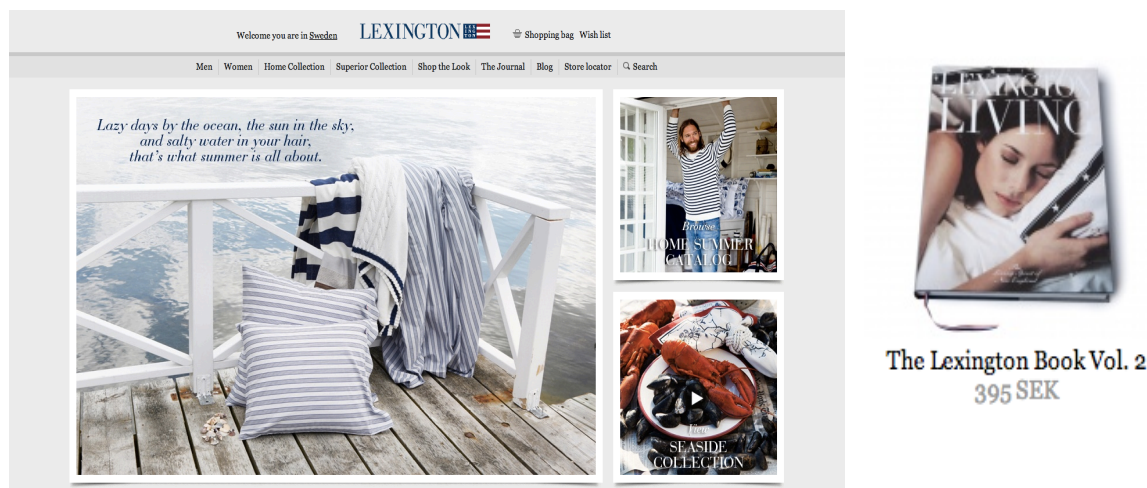 Welcome you are in Sweden
LEXINGTON
Shopping bag Wish list
Men Women Home Collection Superior Collection Shop the Look The Journal Blog Store locator Search
Lazy days by the ocean, the sun in the sky,
and salty water in your hair,
that's what summer is all about.
Browse
HOME SUMMER
CATALOG
View
SEASIDE
COLLECTION
LEXINGTON
LIVING
The Lexington Book Vol. 2
395 SEK